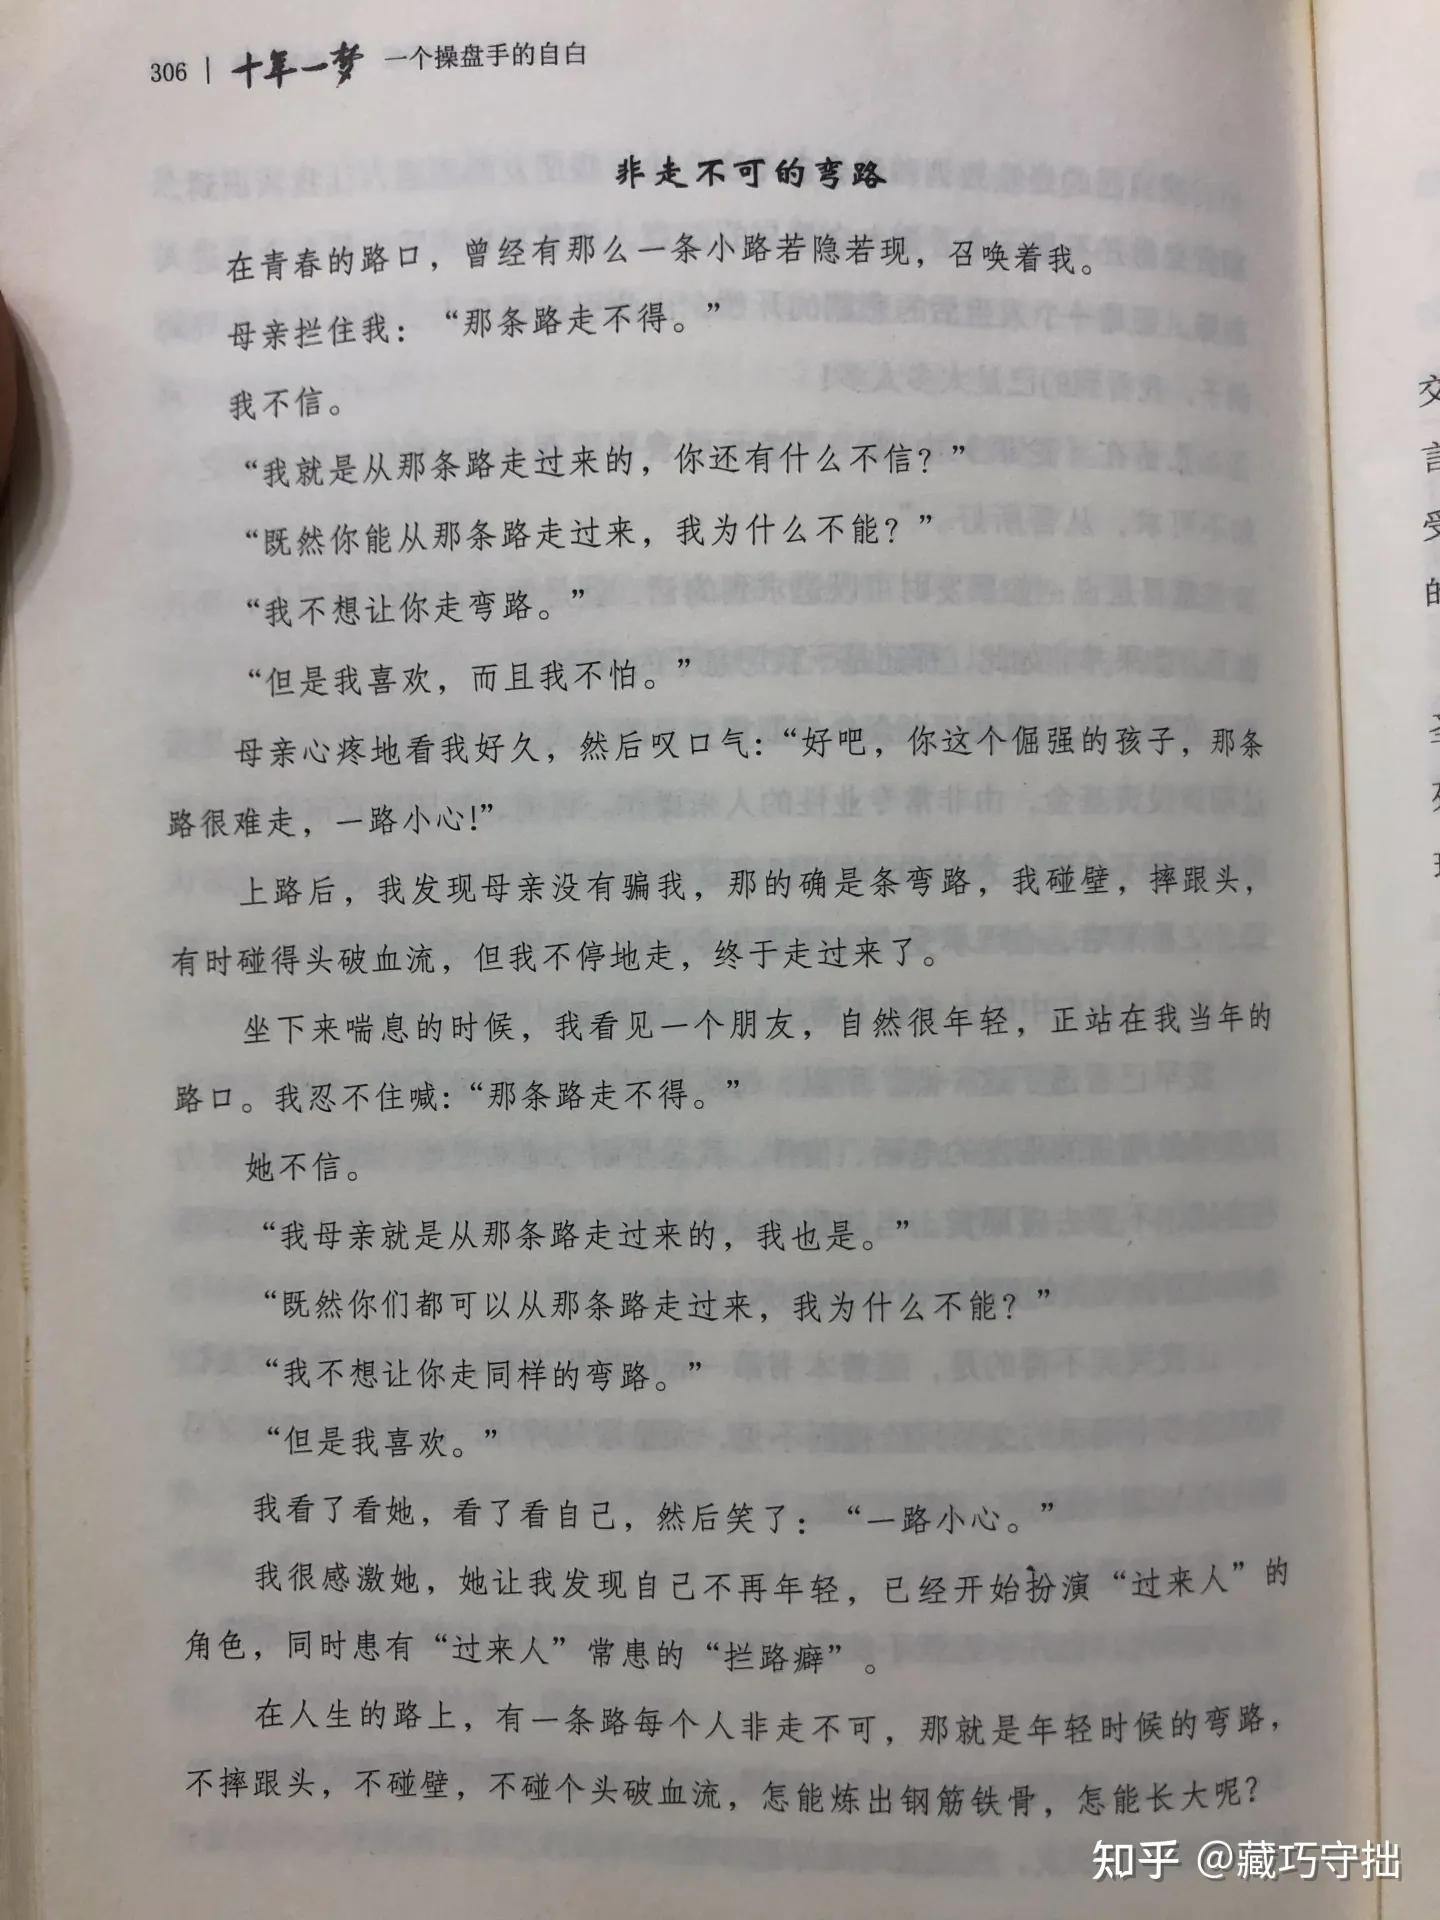 306 | 十年一梦 一个操盘手的自白
非走不可的弯路
在青春的路口，曾经有那么一条小路若隐若现，召唤着我。
母亲拦住我：“那条路走不得。”
我不信。
“我就是从那条路走过来的，你还有什么不信？”
“既然你能从那条路走过来，我为什么不能？”
“我不想让你走弯路。”
“但是我喜欢，而且我不怕。”
母亲心疼地看我好久，然后叹口气：“好吧，你这个倔强的孩子，那条
路很难走，一路小心！”
上路后，我发现母亲没有骗我，那的确是条弯路，我碰壁，摔跟头，
有时碰得头破血流，但我不停地走，终于走过来了。
坐下来喘息的时候，我看见一个朋友，自然很年轻，正站在我当年的
路口。我忍不住喊：“那条路走不得。”
她不信。
“我母亲就是从那条路走过来的，我也是。”
“既然你们都可以从那条路走过来，我为什么不能？”
“我不想让你走同样的弯路。”
“但是我喜欢。”
我看了看她，看了看自己，然后笑了：“一路小心。”
我很感激她，她让我发现自己不再年轻，已经开始扮演“过来人”的
角色，同时患有“过来人”常患的“拦路癖”。
在人生的路上，有一条路每个人非走不可，那就是年轻时候的弯路，
不摔跟头，不碰壁，不碰个头破血流，怎能炼出钢筋铁骨，怎能长大呢？
交
言
受
的
知乎 @藏巧守拙